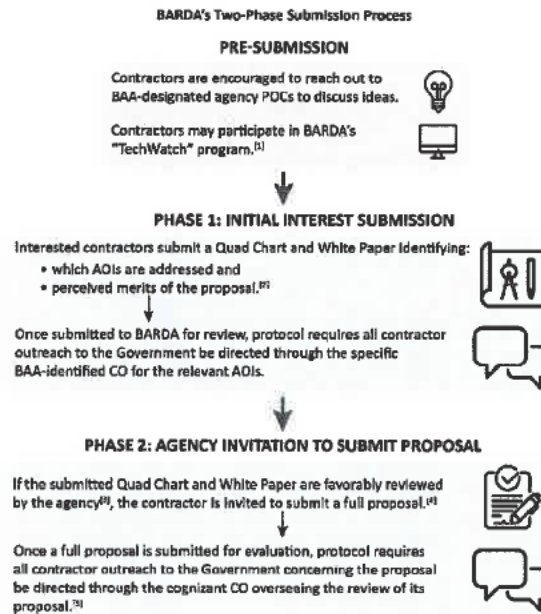 BARDA's Two-Phase Submission Process
PRE-SUBMISSION
Contractors are encouraged to reach out to
BAA-designated agency POCs to discuss ideas.
Contractors may participate in BARDA's
"TechWatch" program.[1]
PHASE 1: INITIAL INTEREST SUBMISSION
Interested contractors submit a Quad Chart and White Paper identifying:
• which AOIs are addressed and
• perceived merits of the proposal.[2]
Once submitted to BARDA for review, protocol requires all contractor
outreach to the Government be directed through the specific
BAA-identified CO for the relevant AOIs.
PHASE 2: AGENCY INVITATION TO SUBMIT PROPOSAL
If the submitted Quad Chart and White Paper are favorably reviewed
by the agency[3], the contractor is invited to submit a full proposal.[4]
Once a full proposal is submitted for evaluation, protocol requires
all contractor outreach to the Government concerning the proposal
be directed through the cognizant CO overseeing the review of its
proposal.[5]